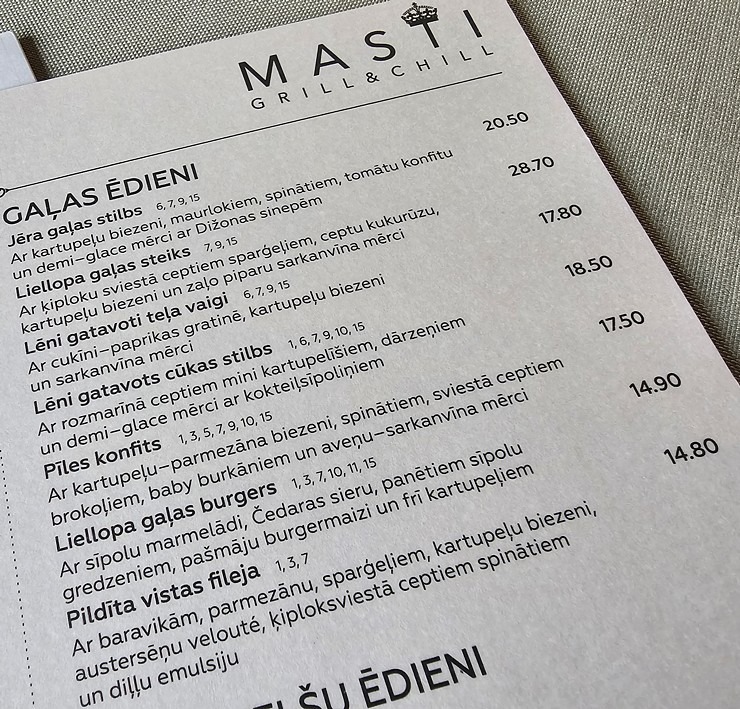 MASTI
GRILL & CHILL
GAĻAS ĒDIENI
Jēra gaļas stilbs 6, 7, 9, 15 20.50
Ar kartupeļu biezeni, maurlokiem, spinātiem, tomātu konfitu
un demi-glace mērci ar Dižonas sinepēm
Liellopa gaļas steiks 7, 9, 15 28.70
Ar ķiploku sviestā ceptiem sparģeļiem, ceptu kukurūzu,
kartupeļu biezeni un zaļo piparu sarkanvīna mērci
Lēni gatavoti teļa vaigi 6, 7, 9, 15 17.80
Ar cukīni-paprikas gratinē, kartupeļu biezeni
un sarkanvīna mērci
Lēni gatavots cūkas stilbs 1, 6, 7, 9, 10, 15 18.50
Ar rozmarīnā ceptiem mini kartupelīšiem, dārzeņiem
un demi-glace mērci ar kokteiļsīpoliņiem
Pīles konfits 1, 3, 5, 7, 9, 10, 15 17.50
Ar kartupeļu-parmezāna biezeni, spinātiem, sviestā ceptiem
brokoļiem, baby burkāniem un aveņu-sarkanvīna mērci
Liellopa gaļas burgers 1, 3, 7, 10, 11, 15 14.90
Ar sīpolu marmelādi, Čedaras sieru, panētiem sīpolu
gredzeniem, pašmāju burgermaizi un frī kartupeļiem
Pildīta vistas fileja 1, 3, 7 14.80
Ar baravikām, parmezānu, sparģeļiem, kartupeļu biezeni,
austersēņu velouté, ķiploksviestā ceptiem spinātiem
un diļļu emulsiju
ĒDIENI